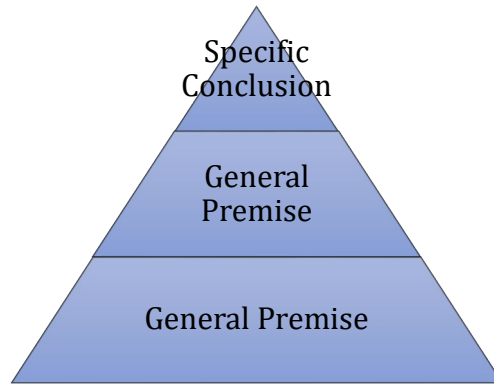 Specific
Conclusion
General
Premise
General Premise